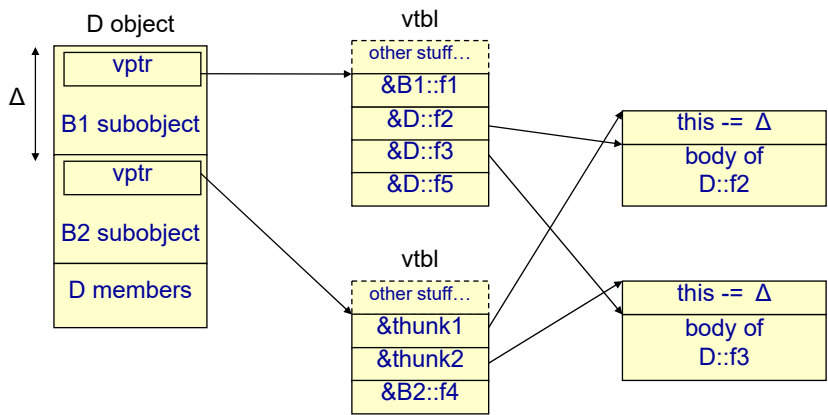 D object
vptr
Δ
B1 subobject
vptr
B2 subobject
D members
vtbl
other stuff…
&B1::f1
&D::f2
&D::f3
&D::f5
vtbl
other stuff…
&thunk1
&thunk2
&B2::f4
this -= Δ
body of
D::f2
this -= Δ
body of
D::f3